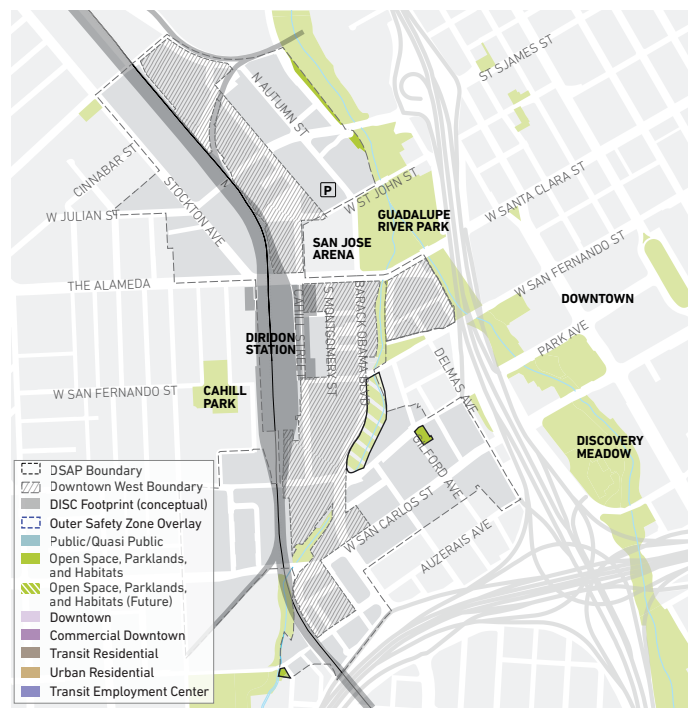 ST SJAMES ST
N AUTUMN ST
CINNABAR ST
STOCKTON AVE
P
W ST JOHN ST
W SANTA CLARA ST
W JULIAN ST
GUADALUPE
RIVER PARK
SAN JOSE
ARENA
W SAN FERNANDO ST
THE ALAMEDA
DOWNTOWN
CAHILL STREET
S MONTGOMERY ST
BARACK OBAMA BLVD
DIRIDON
STATION
PARK AVE
DELMAS AVE
W SAN FERNANDO ST
CAHILL
PARK
DISCOVERY
MEADOW
GILFORD AVE
W SAN CARLOS ST
AUZERAIS AVE
DSAP Boundary
Downtown West Boundary
DISC Footprint (conceptual)
Outer Safety Zone Overlay
Public/Quasi Public
Open Space, Parklands,
and Habitats
Open Space, Parklands,
and Habitats (Future)
Downtown
Commercial Downtown
Transit Residential
Urban Residential
Transit Employment Center